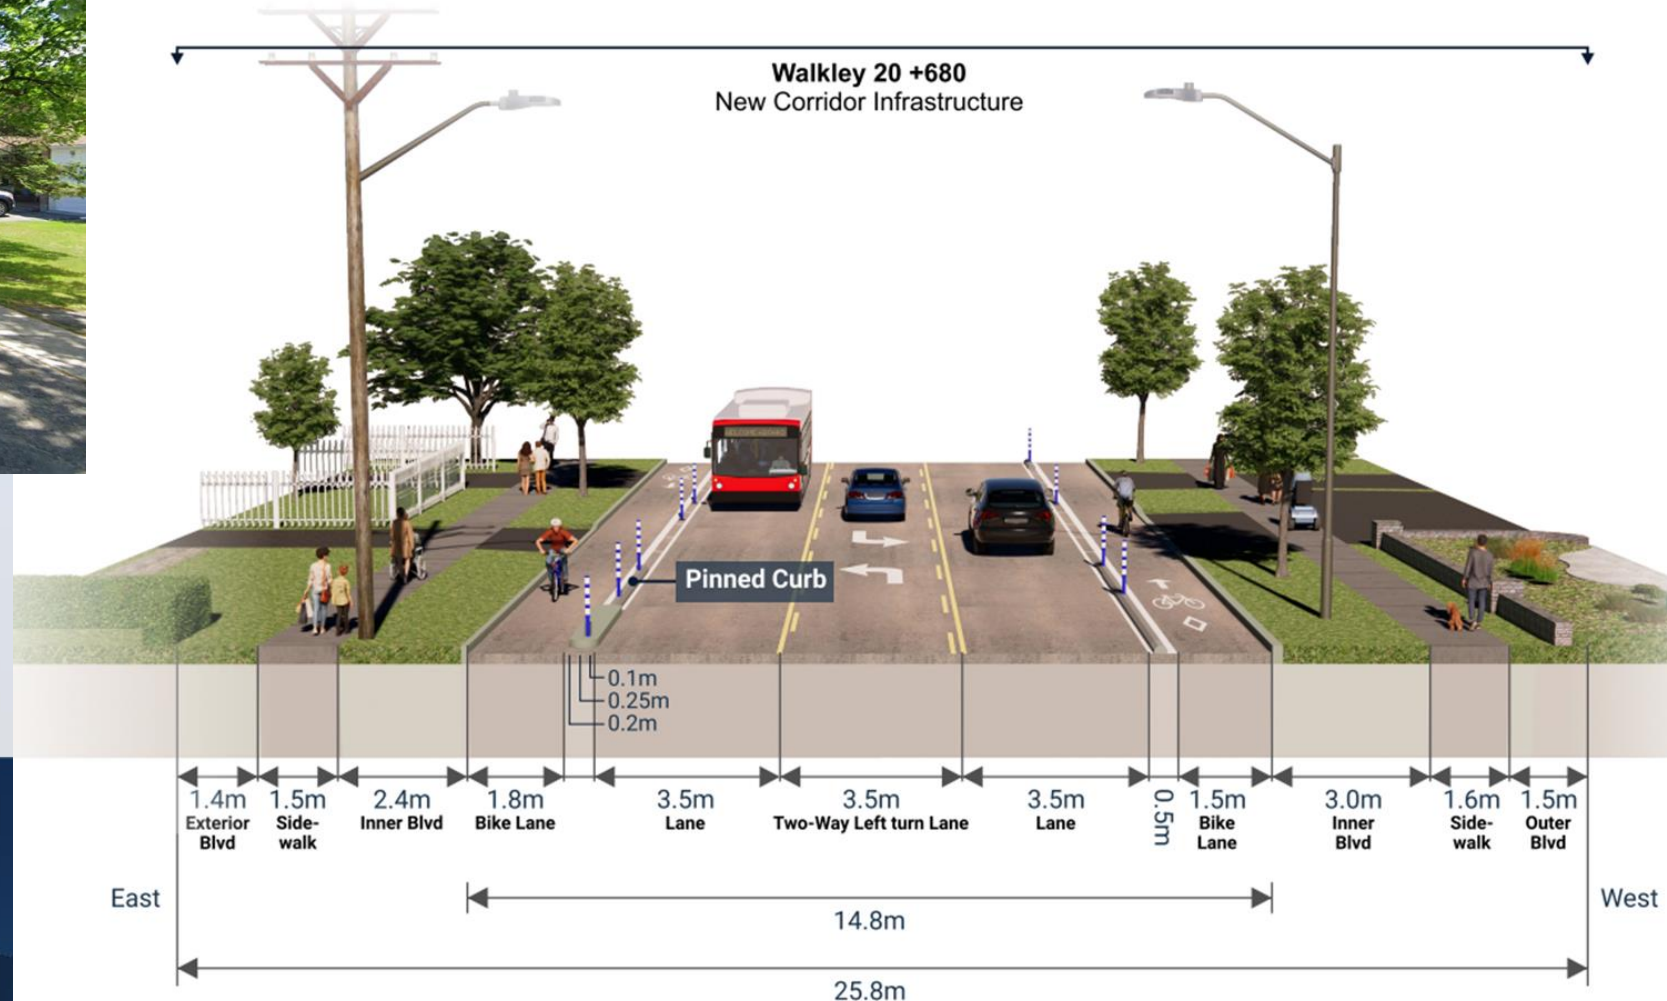 Walkley 20 +680
New Corridor Infrastructure
Pinned Curb
0.1m
0.25m
0.2m
1.4m
Exterior
Blvd
1.5m
Side-
walk
2.4m
Inner Blvd
1.8m
Bike Lane
3.5m
Lane
3.5m
Two-Way Left turn Lane
3.5m
Lane
0.5m
1.5m
Bike
Lane
3.0m
Inner
Blvd
1.6m
Side-
walk
1.5m
Outer
Blvd
East
14.8m
West
25.8m